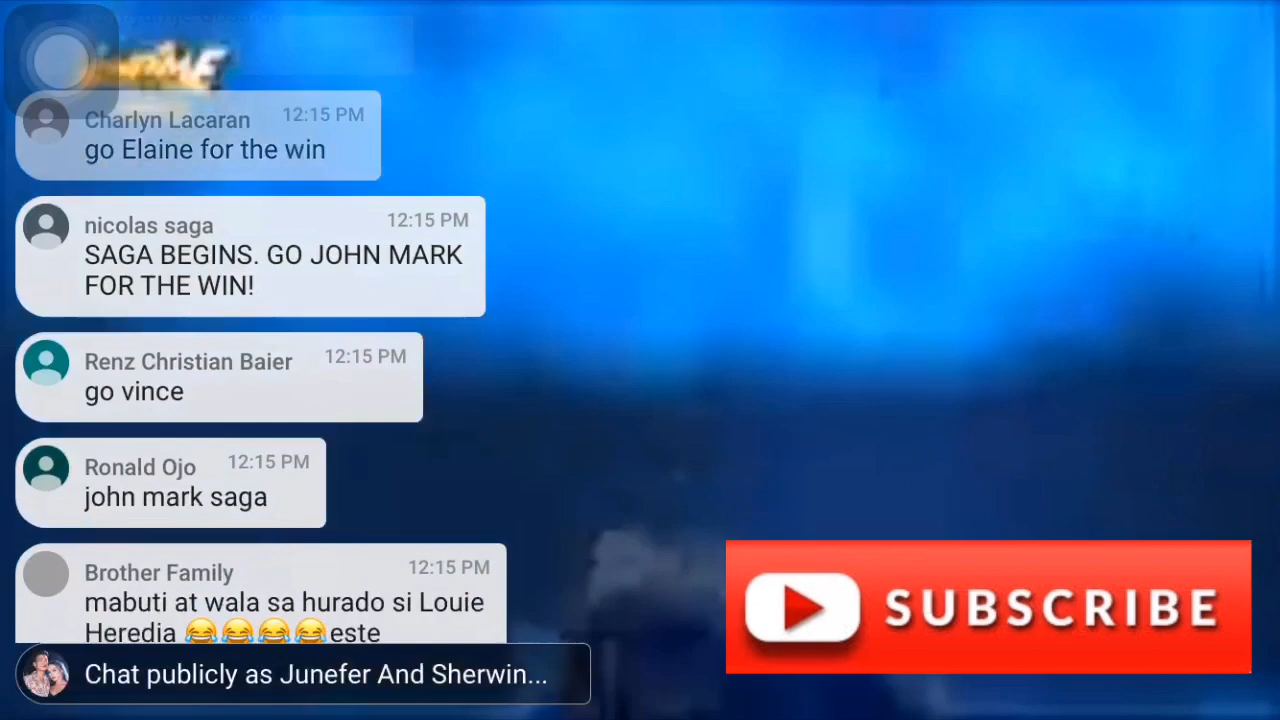 Charlyn Lacaran 12:15 PM
go Elaine for the win
nicolas saga 12:15 PM
SAGA BEGINS. GO JOHN MARK
FOR THE WIN!
Renz Christian Baier 12:15 PM
go vince
Ronald Ojo 12:15 PM
john mark saga
Brother Family 12:15 PM
mabuti at wala sa hurado si Louie
Heredia 😂😂😂😂este
Chat publicly as Junefer And Sherwin...
SUBSCRIBE